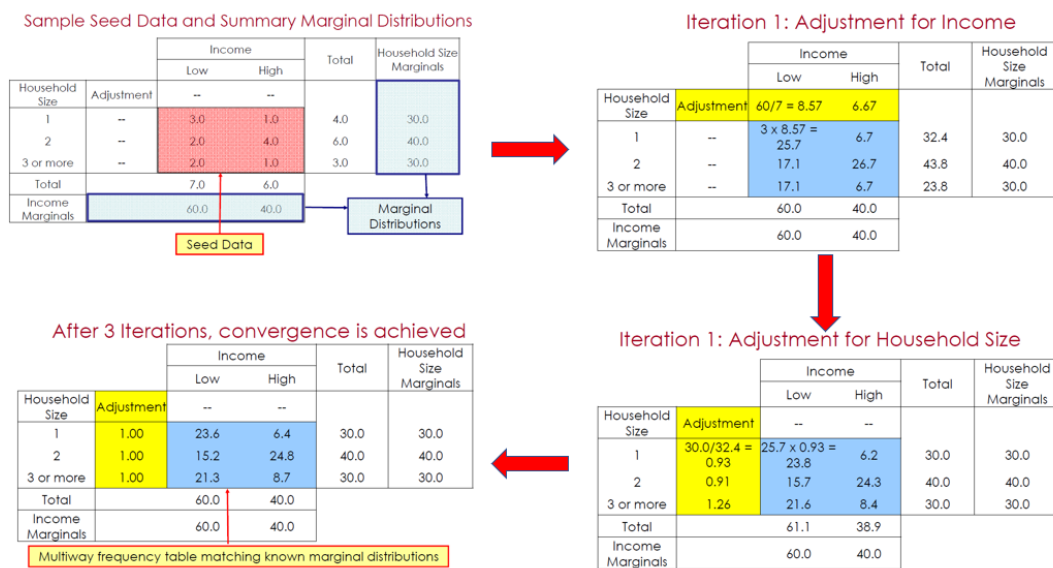 Sample Seed Data and Summary Marginal Distributions
Income Total Household Size
Marginals
Low High
Household
Size Adjustment -- --
1 -- 3.0 1.0 4.0 30.0
2 -- 2.0 4.0 6.0 40.0
3 or more -- 2.0 1.0 3.0 30.0
Total 7.0 6.0
Income
Marginals 60.0 40.0
Marginal
Distributions
Seed Data
Iteration 1: Adjustment for Income
Income Total Household
Size
Marginals
Low High
Household
Size Adjustment 60/7 = 8.57 6.67
1 -- 3 x 8.57 =
25.7 6.7 32.4 30.0
2 -- 17.1 26.7 43.8 40.0
3 or more -- 17.1 6.7 23.8 30.0
Total 60.0 40.0
Income
Marginals 60.0 40.0
Iteration 1: Adjustment for Household Size
Income Total Household
Size
Marginals
Low High
Household
Size Adjustment -- --
1 30.0/32.4 =
0.93 25.7 x 0.93 =
23.8 6.2 30.0 30.0
2 0.91 15.7 24.3 40.0 40.0
3 or more 1.26 21.6 8.4 30.0 30.0
Total 61.1 38.9
Income
Marginals 60.0 40.0
After 3 Iterations, convergence is achieved
Income Total Household
Size
Marginals
Low High
Household
Size Adjustment -- --
1 1.00 23.6 6.4 30.0 30.0
2 1.00 15.2 24.8 40.0 40.0
3 or more 1.00 21.3 8.7 30.0 30.0
Total 60.0 40.0
Income
Marginals 60.0 40.0
Multiway frequency table matching known marginal distributions